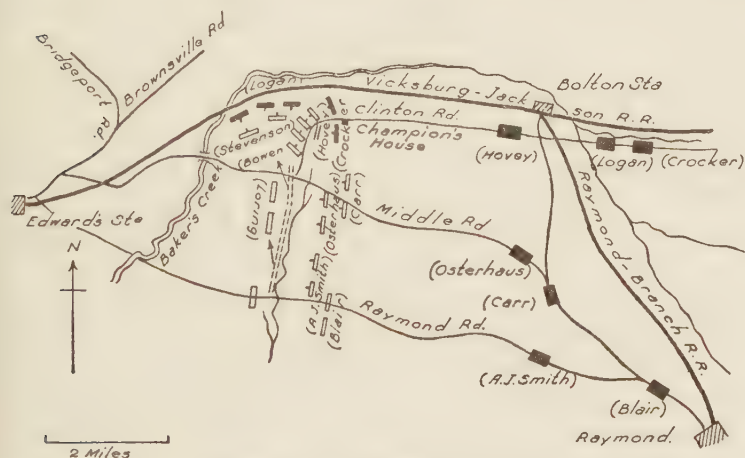 Bridgeport
Rd.
Brownsville Rd
(Logan)
Vicksburg-Jack
son R.R.
Bolton Sta
Clinton Rd.
Champion's
House
(Stevenson)
(Bowen)
(Hovey)
(Crocker)
(Hovey)
(Logan)
(Crocker)
Edward's Sta
Baker's Creek
(Loring)
(Osterhaus)
(Carr)
Middle Rd
Raymond-Branch R.R.
N
(Osterhaus)
(Carr)
(A.J.Smith)
(Blair)
Raymond Rd.
(A.J.Smith)
(Blair)
Raymond.
2 Miles